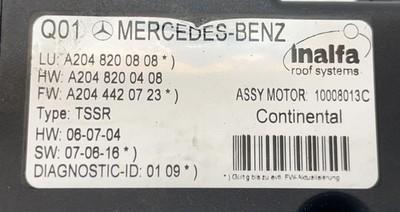 Q01 MERCEDES-BENZ
LU: A204 820 08 08 *)
HW: A204 820 04 08
FW: A204 442 07 23 *)
Type: TSSR
HW: 06-07-04
SW: 07-06-16 *)
DIAGNOSTIC-ID: 01 09 *)
inalfa
roof systems
ASSY MOTOR: 10008013C
Continental
*) Gültig bis zu evtl. FW-Aktualisierung